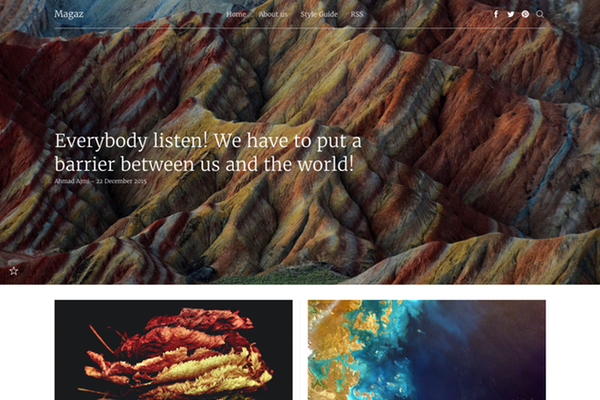 Magaz
Home About us Style Guide RSS
Everybody listen! We have to put a
barrier between us and the world!
Ahmad Ajmi - 22 December 2015